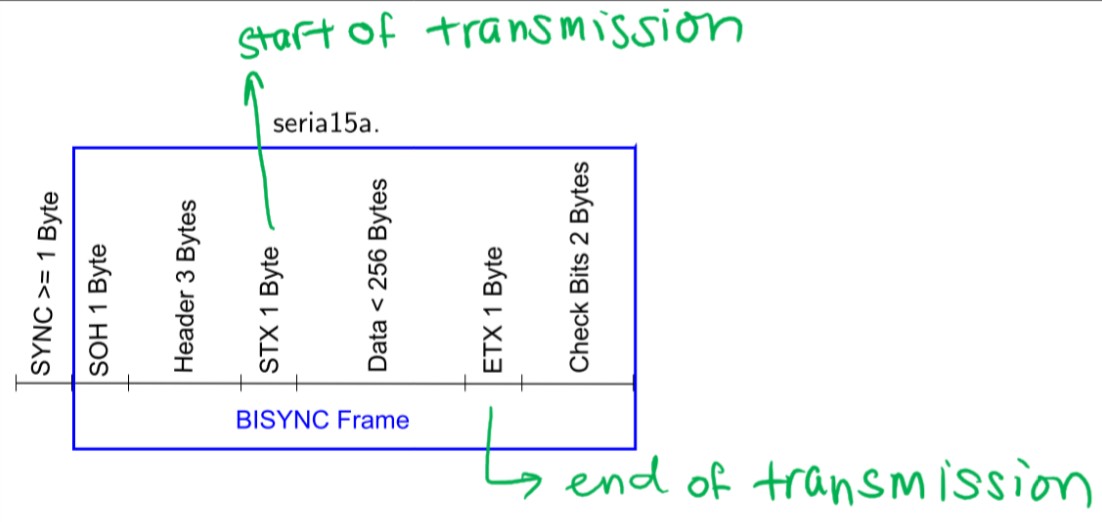 start of transmission
seria15a.
SYNC >= 1 Byte
SOH 1 Byte
Header 3 Bytes
STX 1 Byte
Data < 256 Bytes
ETX 1 Byte
Check Bits 2 Bytes
BISYNC Frame
end of transmission